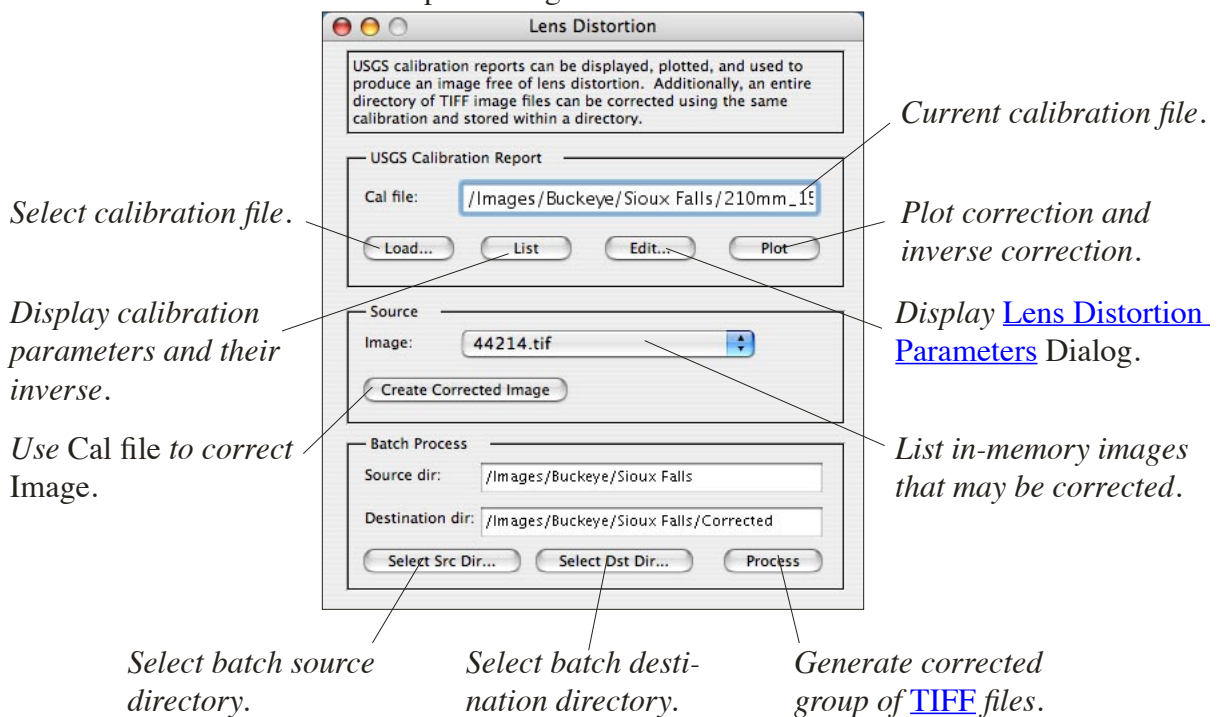 Lens Distortion
USGS calibration reports can be displayed, plotted, and used to
produce an image free of lens distortion. Additionally, an entire
directory of TIFF image files can be corrected using the same
calibration and stored within a directory.
Current calibration file.
USGS Calibration Report
Cal file: /Images/Buckeye/Sioux Falls/210mm_15
Select calibration file.
Plot correction and
inverse correction.
Load... List Edit... Plot
Display calibration
parameters and their
inverse.
Display Lens Distortion
Parameters Dialog.
Source
Image: 44214.tif
Create Corrected Image
Use Cal file to correct
Image.
List in-memory images
that may be corrected.
Batch Process
Source dir: /Images/Buckeye/Sioux Falls
Destination dir: /Images/Buckeye/Sioux Falls/Corrected
Select Src Dir... Select Dst Dir... Process
Select batch source
directory.
Select batch desti-
nation directory.
Generate corrected
group of TIFF files.